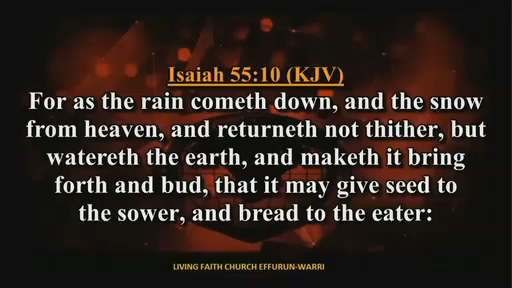 Isaiah 55:10 (KJV)
For as the rain cometh down, and the snow
from heaven, and returneth not thither, but
watereth the earth, and maketh it bring
forth and bud, that it may give seed to
the sower, and bread to the eater:
LIVING FAITH CHURCH EFFURUN-WARRI